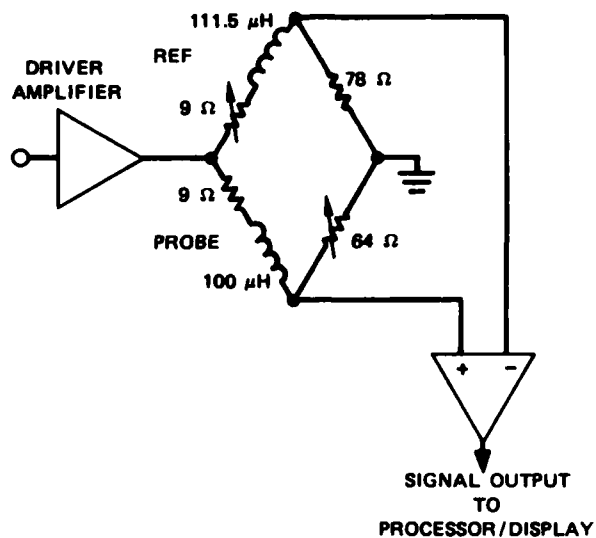 111.5 μH
REF
DRIVER
AMPLIFIER
78 Ω
9 Ω
9 Ω
PROBE
64 Ω
100 μH
+ −
SIGNAL OUTPUT
TO
PROCESSOR/DISPLAY